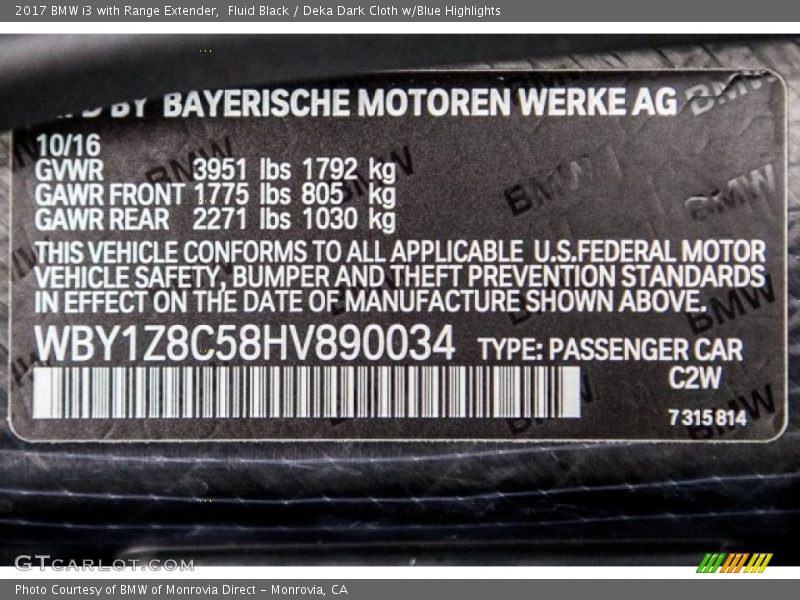 2017 BMW i3 with Range Extender,  Fluid Black / Deka Dark Cloth w/Blue Highlights
BY BAYERISCHE MOTOREN WERKE AG
10/16
GVWR 3951 lbs 1792 kg
GAWR FRONT 1775 lbs 805 kg
GAWR REAR 2271 lbs 1030 kg
THIS VEHICLE CONFORMS TO ALL APPLICABLE U.S.FEDERAL MOTOR
VEHICLE SAFETY, BUMPER AND THEFT PREVENTION STANDARDS
IN EFFECT ON THE DATE OF MANUFACTURE SHOWN ABOVE.
WBY1Z8C58HV890034 TYPE: PASSENGER CAR
C2W
7 315 814
GTCARLOT.COM
Photo Courtesy of BMW of Monrovia Direct - Monrovia, CA